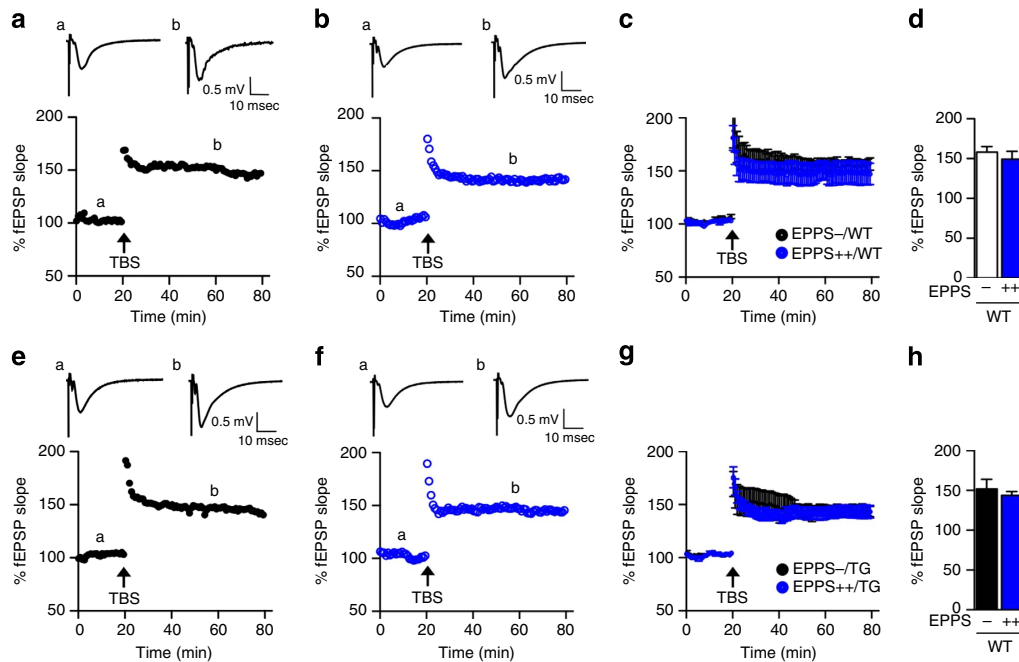 a
a
b
0.5 mV
10 msec
% fEPSP slope
200
150
100
50
a
b
TBS
0
20
40
60
80
Time (min)
b
a
b
0.5 mV
10 msec
% fEPSP slope
200
150
100
50
a
b
TBS
0
20
40
60
80
Time (min)
c
% fEPSP slope
200
150
100
50
TBS
EPPS–/WT
EPPS++/WT
0
20
40
60
80
Time (min)
d
% fEPSP slope
200
150
100
50
0
EPPS
–
++
WT
e
a
b
0.5 mV
10 msec
% fEPSP slope
200
150
100
50
a
b
TBS
0
20
40
60
80
Time (min)
f
a
b
0.5 mV
10 msec
% fEPSP slope
200
150
100
50
a
b
TBS
0
20
40
60
80
Time (min)
g
% fEPSP slope
200
150
100
50
TBS
EPPS–/TG
EPPS++/TG
0
20
40
60
80
Time (min)
h
% fEPSP slope
200
150
100
50
0
EPPS
–
++
WT